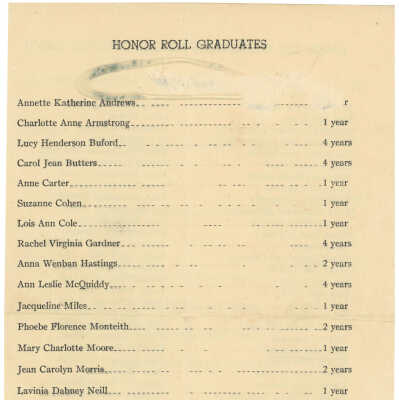 HONOR ROLL GRADUATES
Annette Katherine Andrews
Charlotte Anne Armstrong 1 year
Lucy Henderson Buford 4 years
Carol Jean Butters 4 years
Anne Carter 1 year
Suzanne Cohen 1 year
Lois Ann Cole 1 year
Rachel Virginia Gardner 4 years
Anna Wenban Hastings 2 years
Ann Leslie McQuiddy 4 years
Jacqueline Miles 1 year
Phoebe Florence Monteith 2 years
Mary Charlotte Moore 1 year
Jean Carolyn Morris 2 years
Lavinia Dabney Neill 1 year